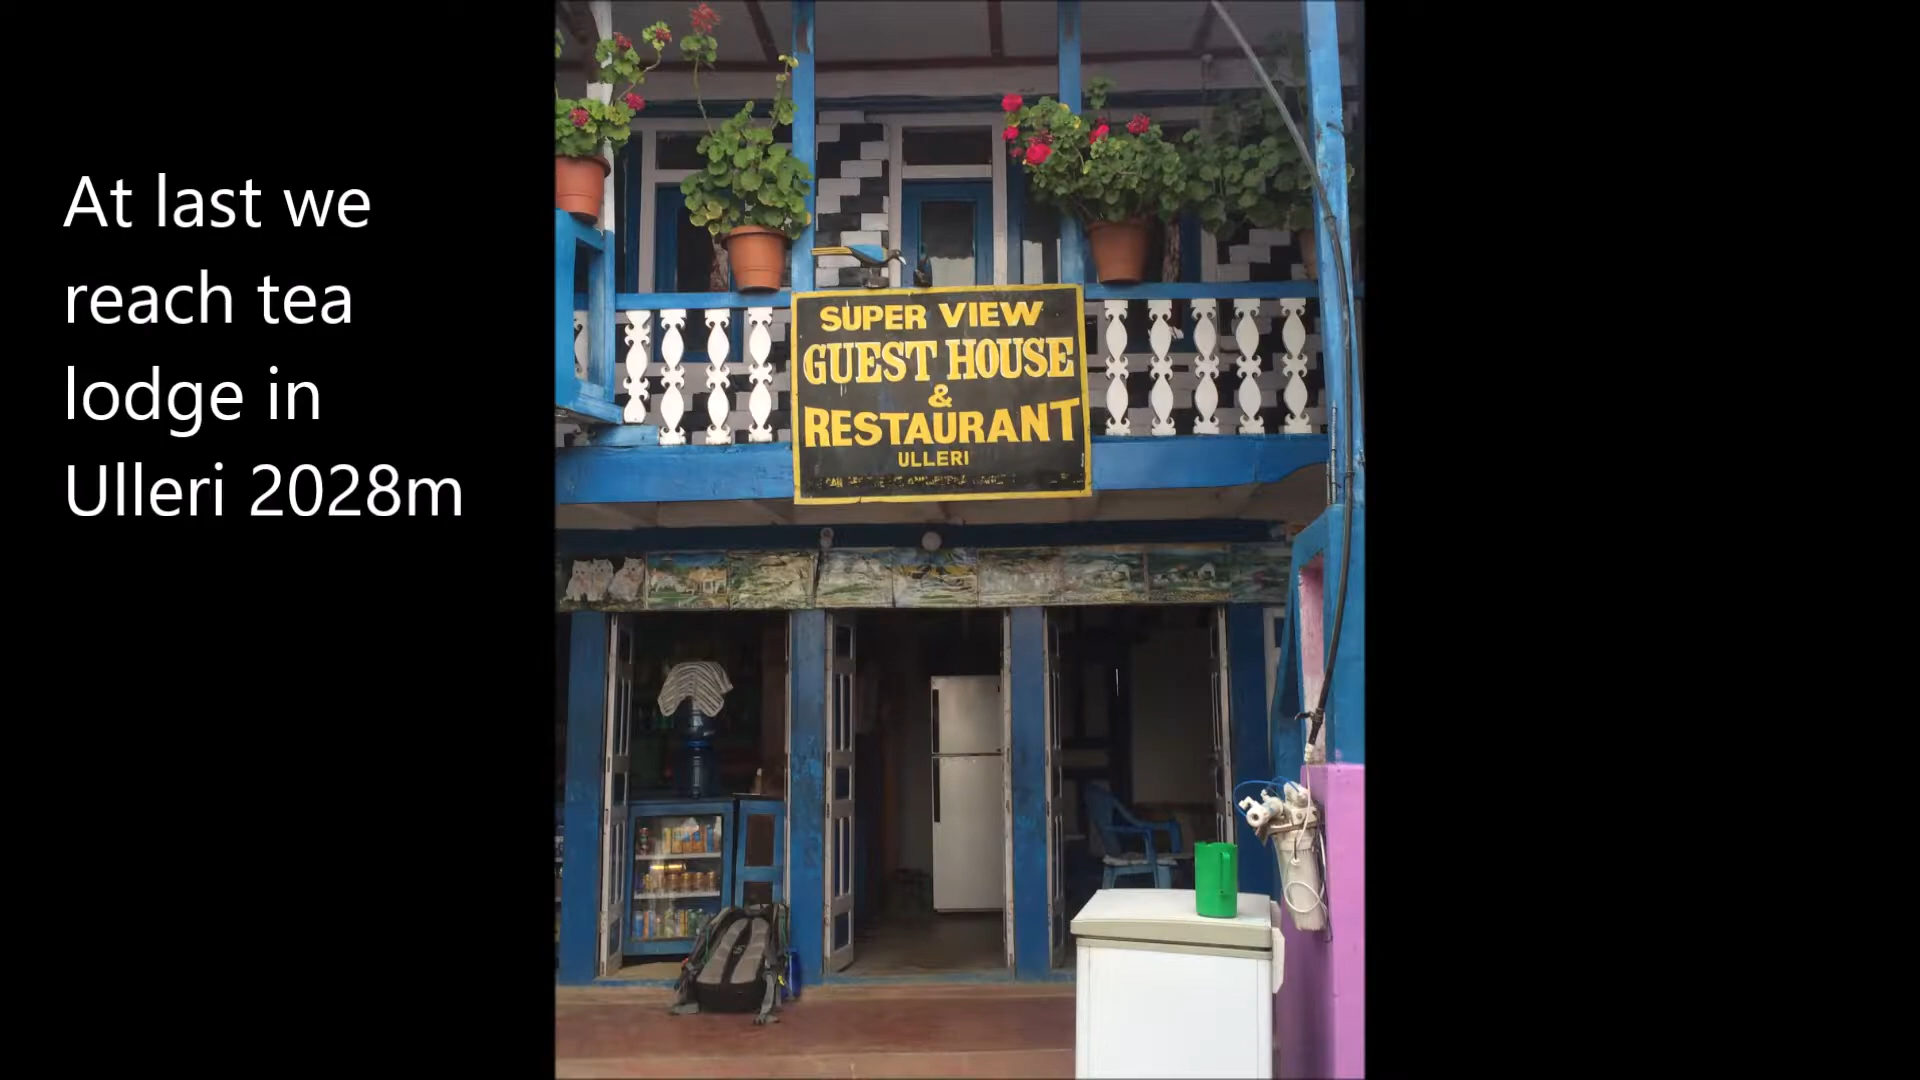 At last we
reach tea
lodge in
Ulleri 2028m
SUPER VIEW
GUEST HOUSE
&
RESTAURANT
ULLERI